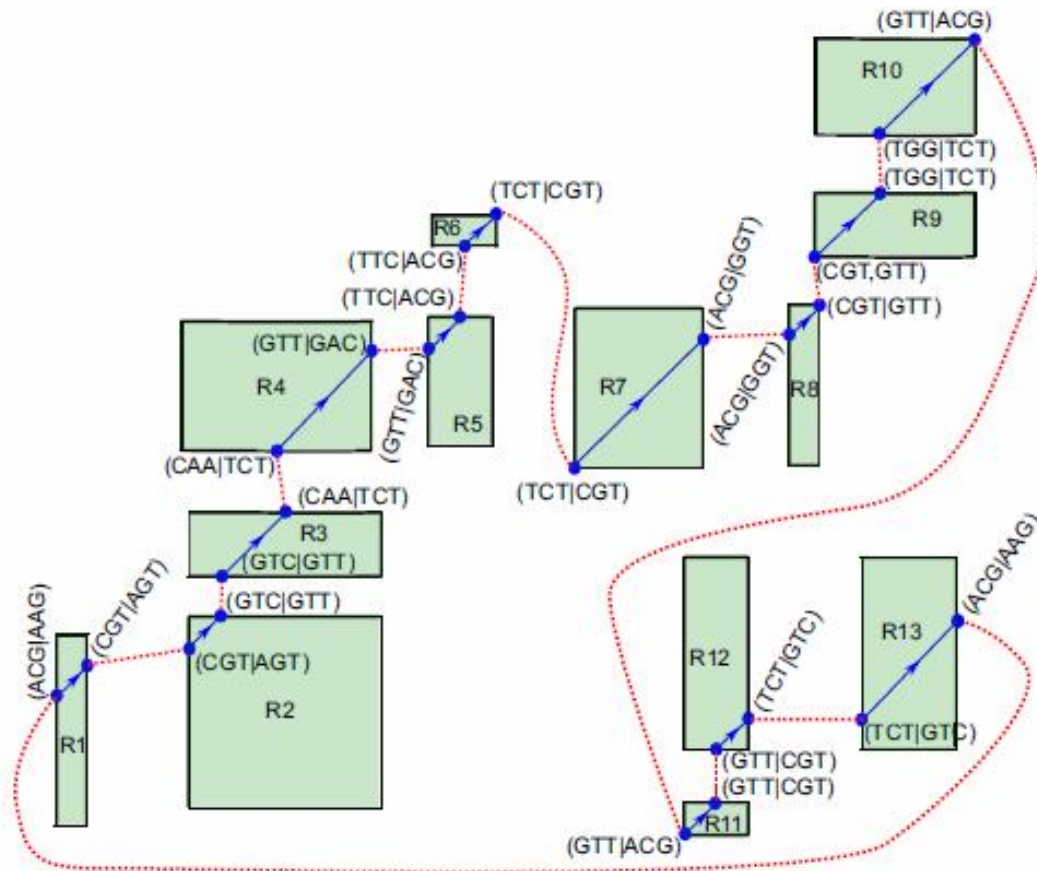 (GTT|ACG)
R10
(TGG|TCT)
(TGG|TCT)
R9
(CGT,GTT)
(TCT|CGT)
R6
(TTC|ACG)
(TTC|ACG)
(ACG|GGT)
(CGT|GTT)
(GTT|GAC)
R4
R5
(GTT|GAC)
R7
R8
(ACG|GGT)
(CAA|TCT)
(TCT|CGT)
(CAA|TCT)
R3
(GTC|GTT)
(GTC|GTT)
(ACG|AAG)
(CGT|AGT)
(CGT|AGT)
R2
R1
(ACG|AAG)
R13
R12
(TCT|GTC)
(TCT|GTC)
(GTT|CGT)
(GTT|CGT)
R11
(GTT|ACG)